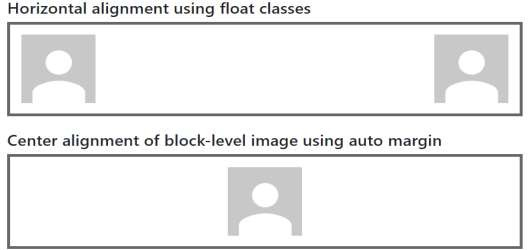 Horizontal alignment using float classes
Center alignment of block-level image using auto margin